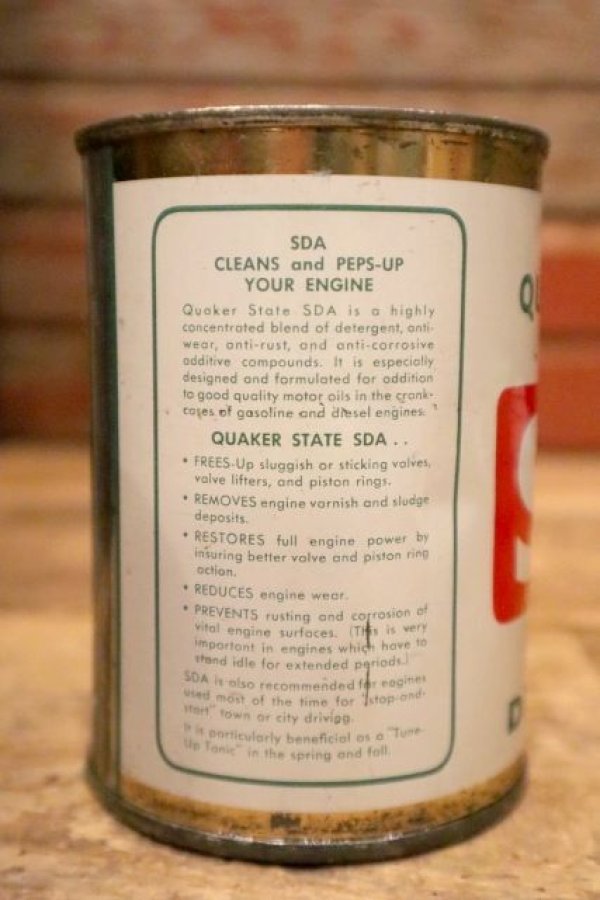 SDA
CLEANS and PEPS-UP
YOUR ENGINE
Quaker State SDA is a highly
concentrated blend of detergent, anti-
wear, anti-rust, and anti-corrosive
additive compounds. It is especially
designed and formulated for addition
to good quality motor oils in the crank-
cases of gasoline and diesel engines.
QUAKER STATE SDA . .
• FREES-Up sluggish or sticking valves,
valve lifters, and piston rings.
• REMOVES engine varnish and sludge
deposits.
• RESTORES full engine power by
insuring better valve and piston ring
action.
• REDUCES engine wear.
• PREVENTS rusting and corrosion of
vital engine surfaces. (This is very
important in engines which have to
stand idle for extended periods.)
SDA is also recommended for engines
used most of the time for "stop-and-
start" town or city driving.
It is particularly beneficial as a "Tune-
Up Tonic" in the spring and fall.